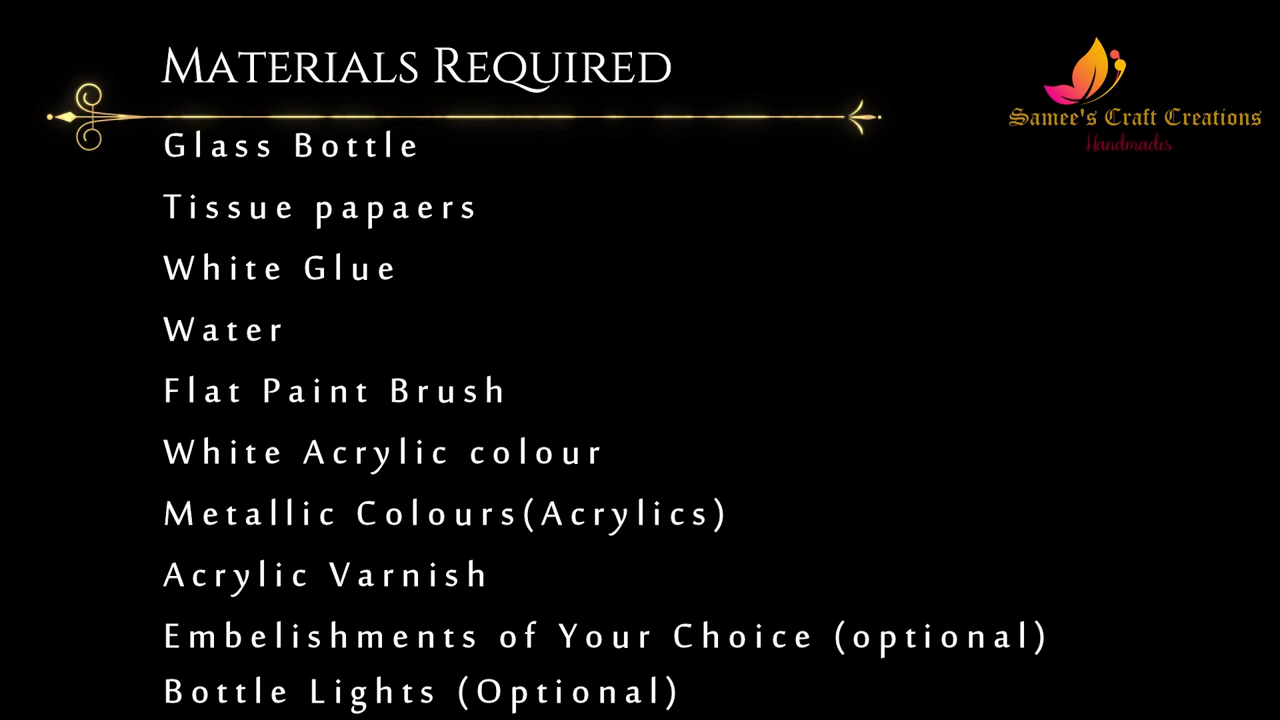 Materials Required
Samee's Craft Creations
Handmades
Glass Bottle
Tissue papaers
White Glue
Water
Flat Paint Brush
White Acrylic colour
Metallic Colours(Acrylics)
Acrylic Varnish
Embelishments of Your Choice (optional)
Bottle Lights (Optional)